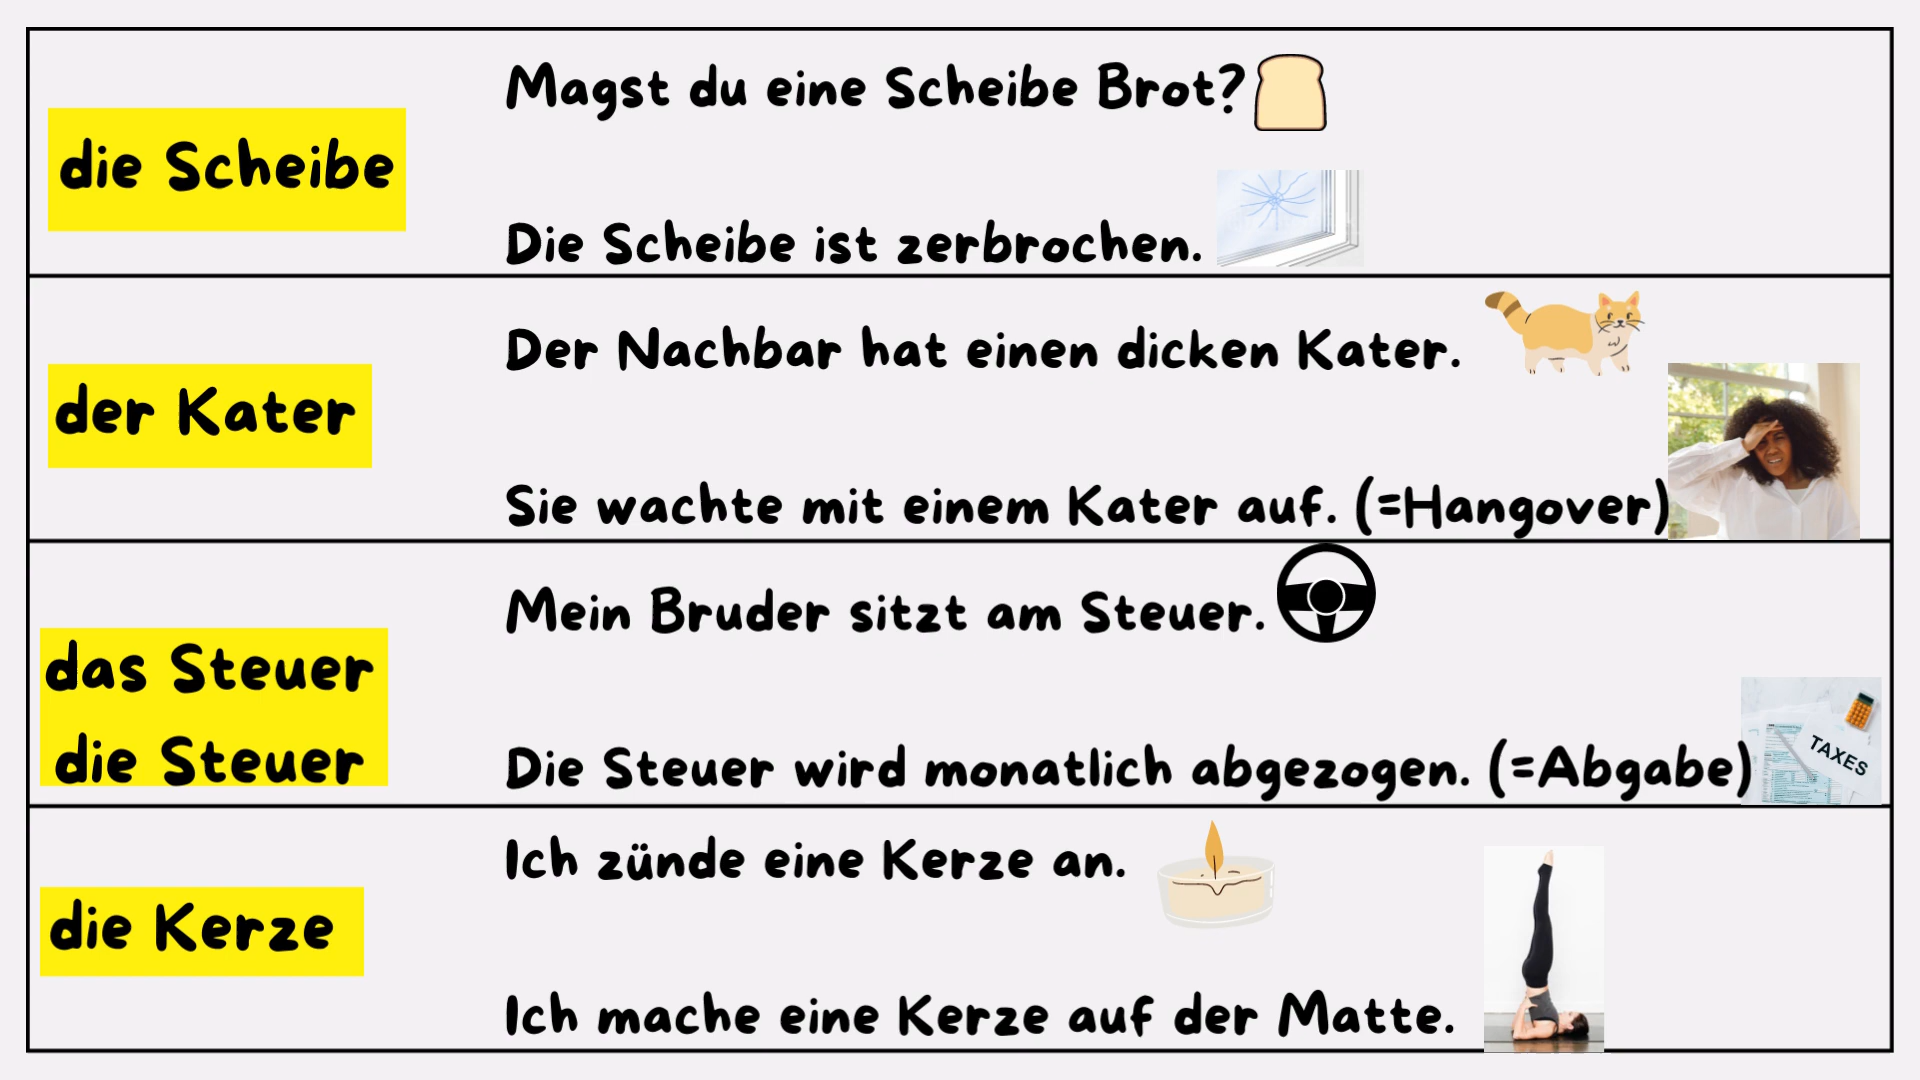 die Scheibe
Magst du eine Scheibe Brot?
Die Scheibe ist zerbrochen.
der Kater
Der Nachbar hat einen dicken Kater.
Sie wachte mit einem Kater auf. (=Hangover)
das Steuer
die Steuer
Mein Bruder sitzt am Steuer.
Die Steuer wird monatlich abgezogen. (=Abgabe)
TAXES
die Kerze
Ich zünde eine Kerze an.
Ich mache eine Kerze auf der Matte.